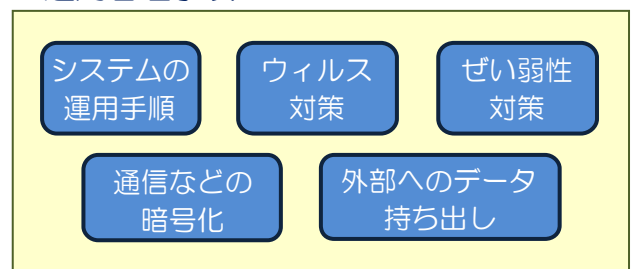 システムの
運用手順
ウィルス
対策
ぜい弱性
対策
通信などの
暗号化
外部へのデータ
持ち出し